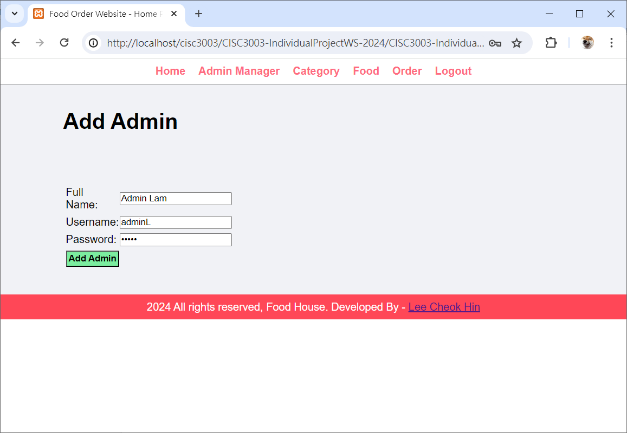 Food Order Website - Home
http://localhost/cisc3003/CISC3003-IndividualProjectWS-2024/CISC3003-Individua...
Home Admin Manager Category Food Order Logout
Add Admin
Full
Name:
Admin Lam
Username:
adminL
Password:
•••••
Add Admin
2024 All rights reserved, Food House. Developed By - Lee Cheok Hin